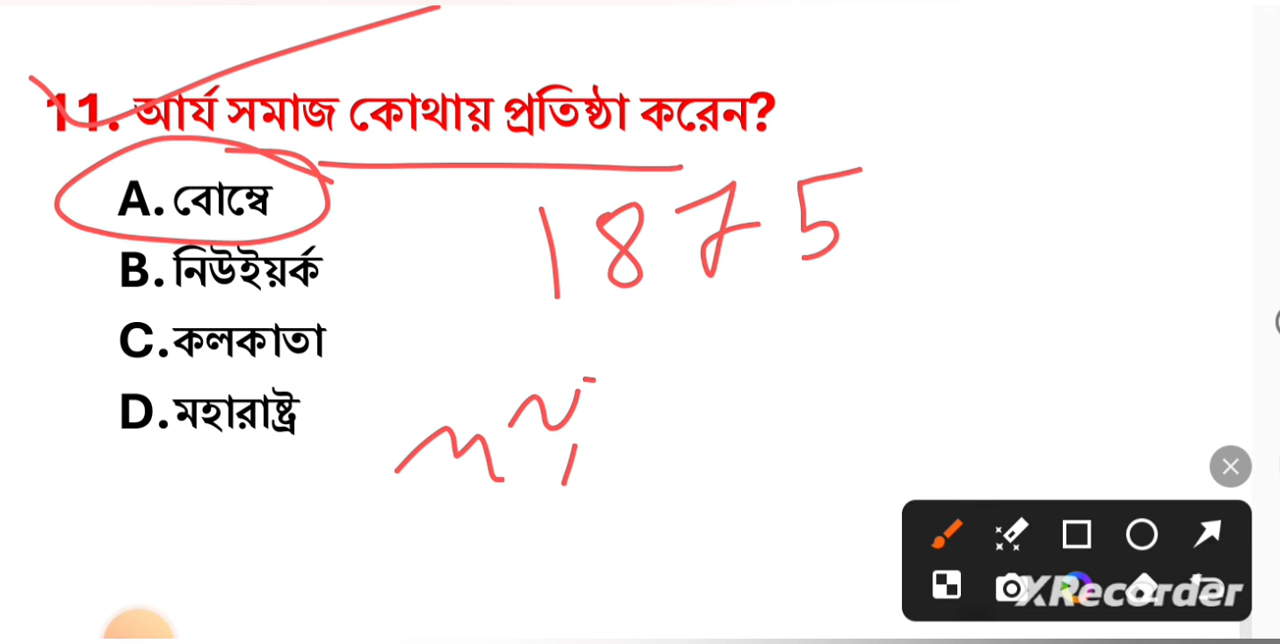 11. আর্য সমাজ কোথায় প্রতিষ্ঠা করেন?
A. বোম্বে
1875
B. নিউইয়র্ক
C. কলকাতা
D. মহারাষ্ট্র
XRecorder